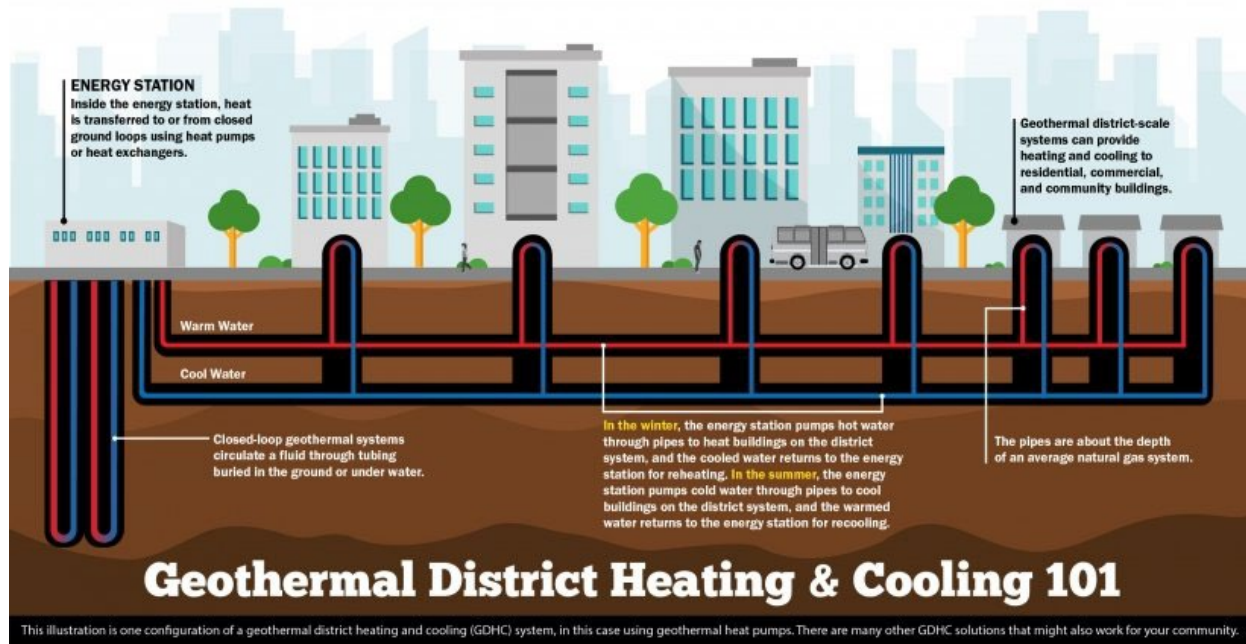 ENERGY STATION
Inside the energy station, heat
is transferred to or from closed
ground loops using heat pumps
or heat exchangers.
Geothermal district-scale
systems can provide
heating and cooling to
residential, commercial,
and community buildings.
Warm Water
Cool Water
Closed-loop geothermal systems
circulate a fluid through tubing
buried in the ground or under water.
In the winter, the energy station pumps hot water
through pipes to heat buildings on the district
system, and the cooled water returns to the energy
station for reheating. In the summer, the energy
station pumps cold water through pipes to cool
buildings on the district system, and the warmed
water returns to the energy station for recooling.
The pipes are about the depth
of an average natural gas system.
Geothermal District Heating & Cooling 101
This illustration is one configuration of a geothermal district heating and cooling (GDHC) system, in this case using geothermal heat pumps. There are many other GDHC solutions that might also work for your community.